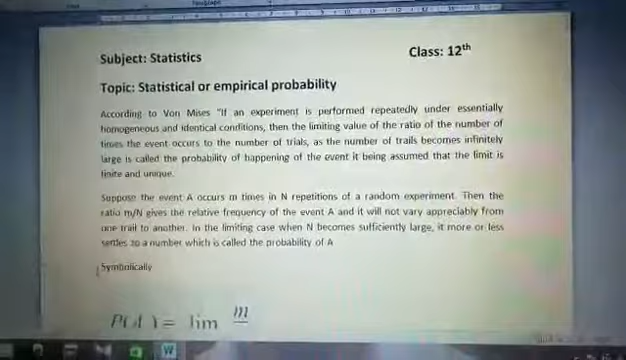 Subject: Statistics
Class: 12th
Topic: Statistical or empirical probability
According to Von Mises "If an experiment is performed repeatedly under essentially
homogeneous and identical conditions, then the limiting value of the ratio of the number of
times the event occurs to the number of trials, as the number of trails becomes infinitely
large is called the probability of happening of the event it being assumed that the limit is
finite and unique.
Suppose the event A occurs m times in N repetitions of a random experiment. Then the
ratio m/N gives the relative frequency of the event A and it will not vary appreciably from
one trail to another. In the limiting case when N becomes sufficiently large, it more or less
settles to a number which is called the probability of A
Symbolically
P(A) = lim m